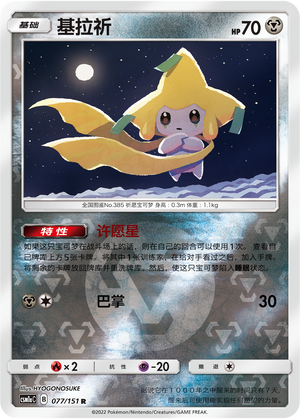 基础 基拉祈 HP70
全国图鉴No.385 祈愿宝可梦 身高：0.3m 体重：1.1kg
特性 许愿星
如果这只宝可梦在战斗场上的话，则在自己的回合可以使用1次。查看自
己牌库上方5张卡牌，将其中1张训练家，在给对手看过之后，加入手牌。
将剩余的卡牌放回牌库并重洗牌库。然后，使这只宝可梦陷入睡眠状态。
巴掌 30
弱点 ×2 抵抗力 -20 撤退
Illus. HYOGONOSUKE
CSM1aC B 077/151 R
©2022 Pokémon/Nintendo/Creatures/GAME FREAK.